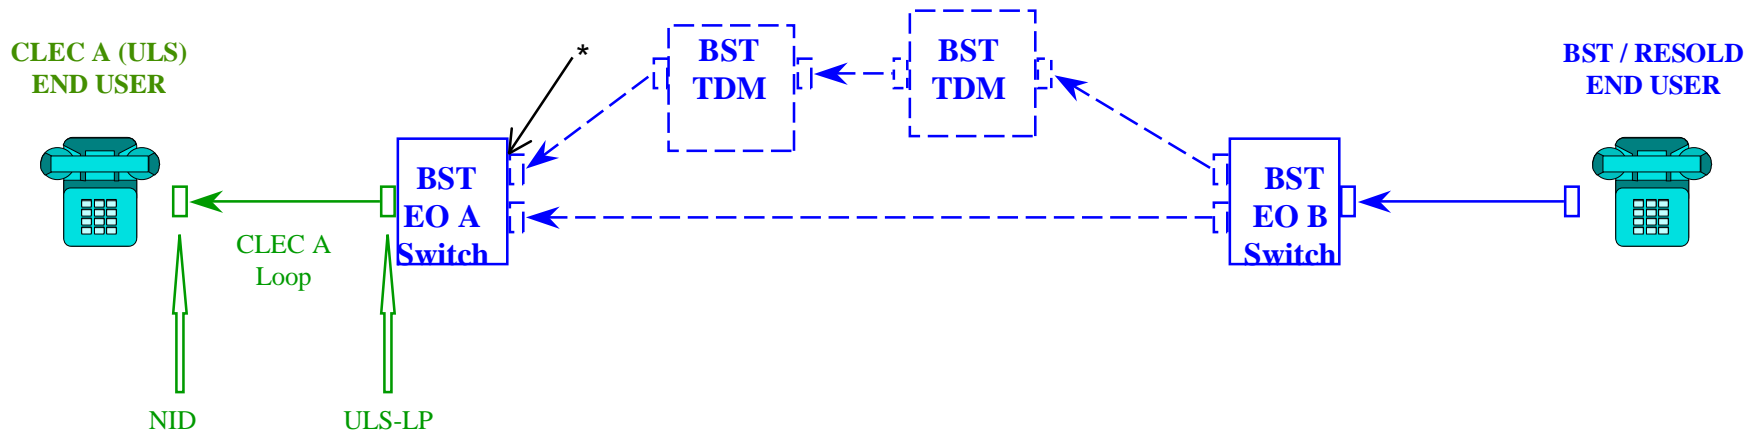 CLEC A (ULS)
END USER
*
BST
TDM
BST
TDM
BST / RESOLD
END USER
BST
EO A
Switch
BST
EO B
Switch
CLEC A
Loop
NID
ULS-LP